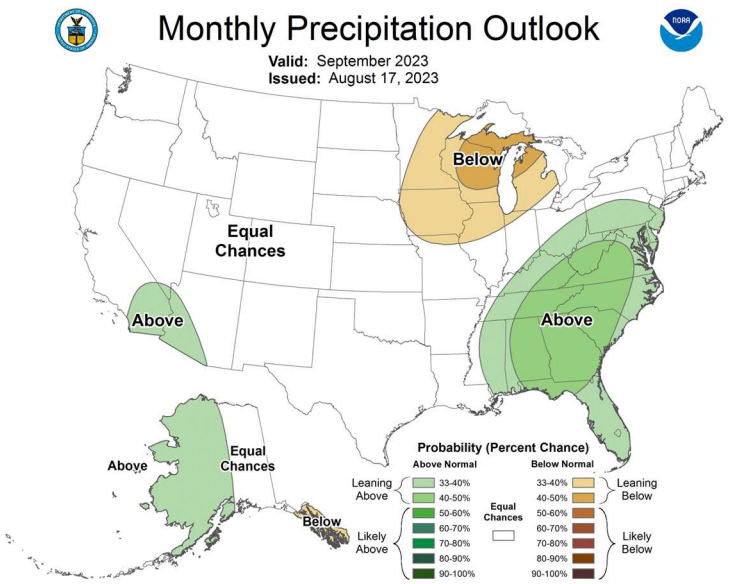 Monthly Precipitation Outlook
NOAA
Valid: September 2023
Issued: August 17, 2023
Below
Equal
Chances
Above
Above
Above
Equal
Chances
Below
Probability (Percent Chance)
Above Normal
Below Normal
Leaning
Above
33-40%
40-50%
Likely
Above
50-60%
60-70%
70-80%
80-90%
90-100%
Equal
Chances
33-40%
40-50%
Leaning
Below
50-60%
60-70%
70-80%
80-90%
90-100%
Likely
Below